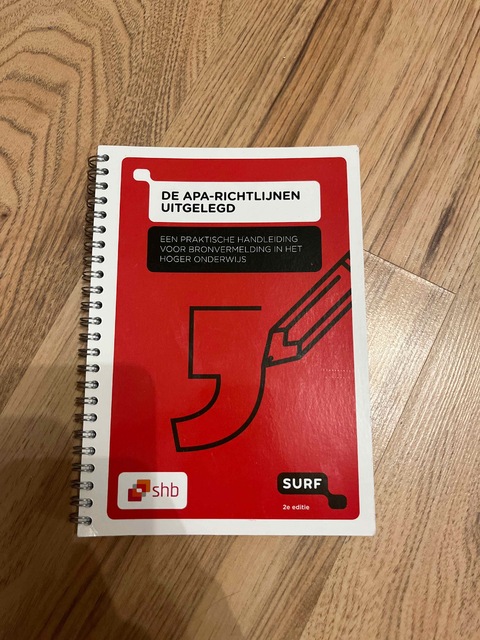 DE APA-RICHTLIJNEN
UITGELEGD
EEN PRAKTISCHE HANDLEIDING
VOOR BRONVERMELDING IN HET
HOGER ONDERWIJS
shb
SURF
2e editie